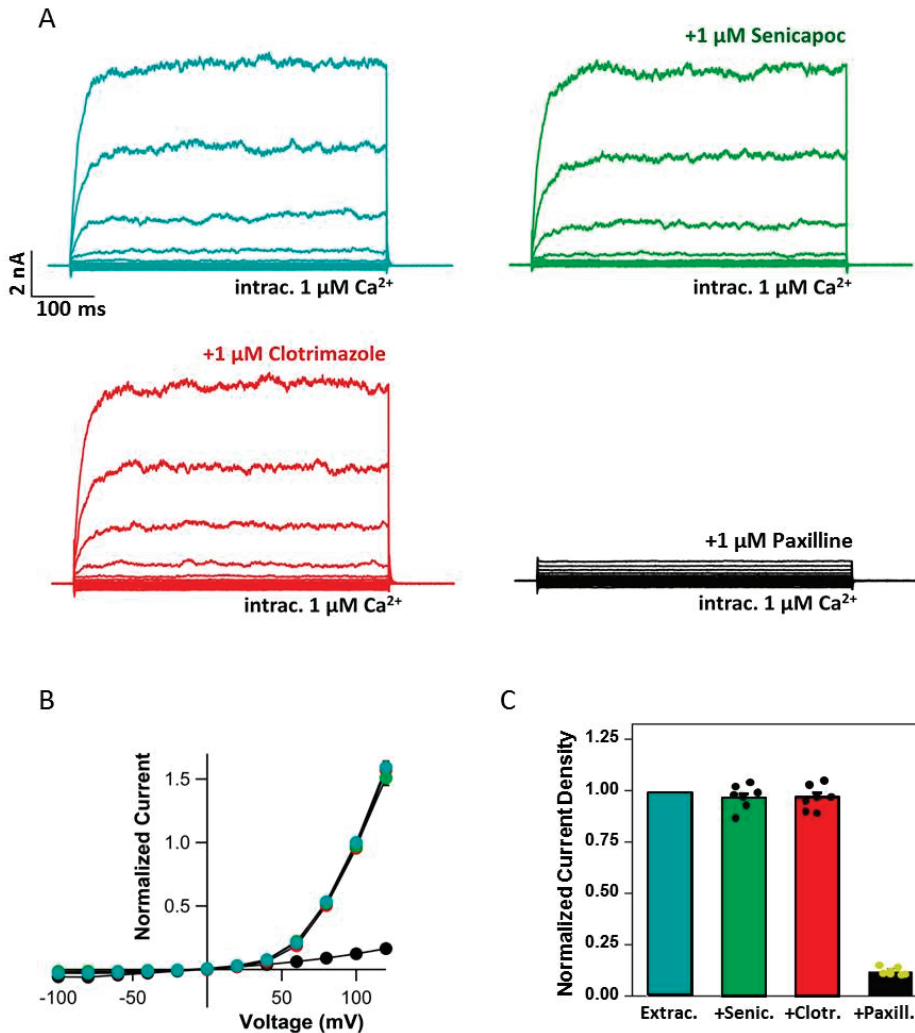 A
+1 µM Senicapoc
2 nA
100 ms
intrac. 1 µM Ca²⁺
intrac. 1 µM Ca²⁺
+1 µM Clotrimazole
+1 µM Paxilline
intrac. 1 µM Ca²⁺
intrac. 1 µM Ca²⁺
B
Normalized Current
1.5
1.0
0.5
-100
-50
50
100
Voltage (mV)
C
Normalized Current Density
1.25
1.00
0.75
0.50
0.25
0.00
Extrac. +Senic. +Clotr. +Paxill.